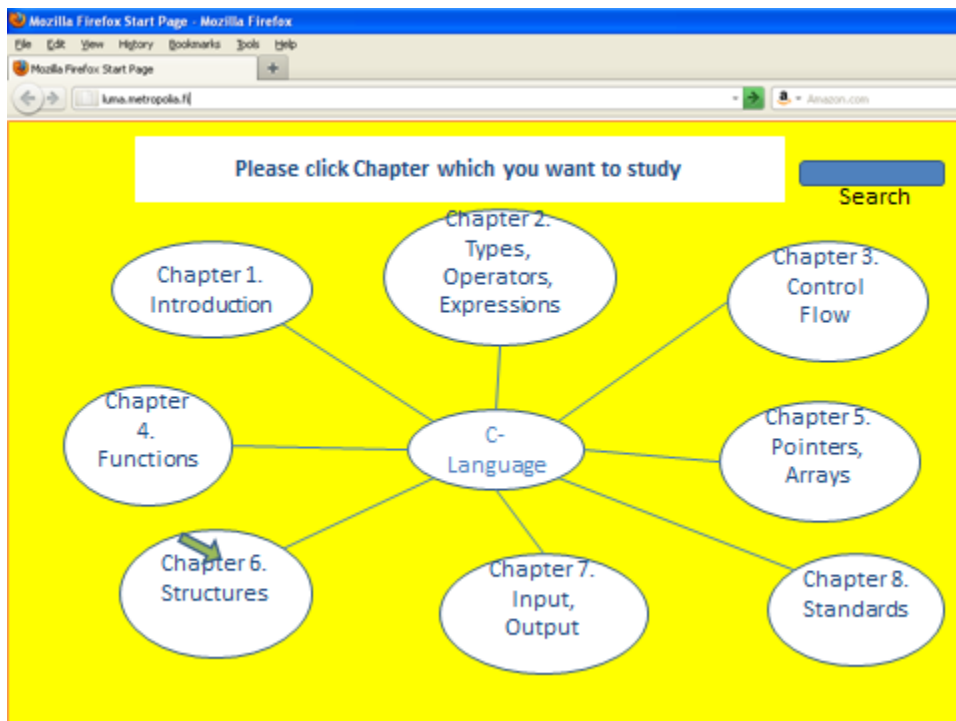 Mozilla Firefox Start Page - Mozilla Firefox
File Edit View History Bookmarks Tools Help
Mozilla Firefox Start Page +
luma.metropolia.fi
a Amazon.com
Please click Chapter which you want to study
Search
Chapter 1.
Introduction
Chapter 2.
Types,
Operators,
Expressions
Chapter 3.
Control
Flow
Chapter
4.
Functions
C-
Language
Chapter 5.
Pointers,
Arrays
Chapter 6.
Structures
Chapter 7.
Input,
Output
Chapter 8.
Standards